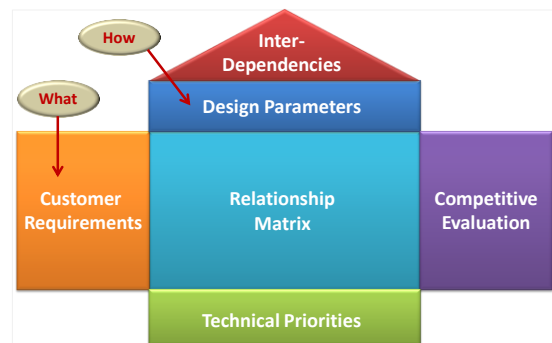 How
Inter-
Dependencies
What
Design Parameters
Customer
Requirements
Relationship
Matrix
Competitive
Evaluation
Technical Priorities